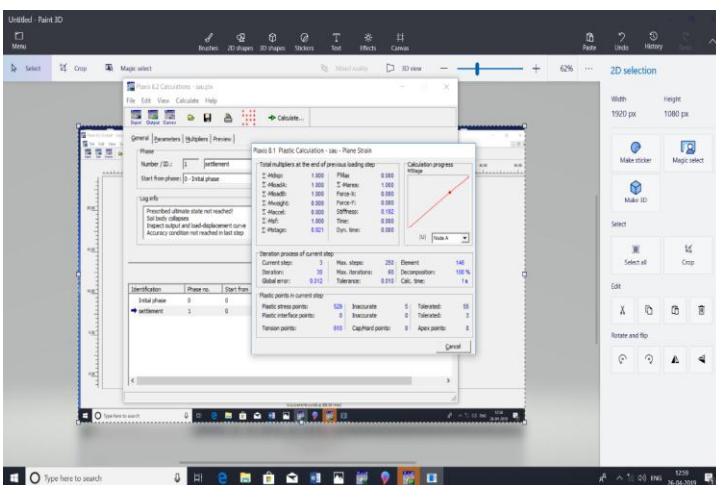 Untitled - Paint 3D
Menu
Brushes 2D shapes 3D shapes Stickers Text Effects Canvas
Paste Undo History
Select Crop Magic select
Mixed reality 3D view 62%
2D selection
Width Height
1920 px 1080 px
Make sticker Magic select
Make 3D
Select
Select all Crop
Edit
Rotate and flip
Plaxis 8.2 Calculations - sau.plx
File Edit View Calculate Help
Input Output Curves Calculate...
General Parameters Multipliers Preview
Phase
Number / ID.: 1 settlement
Start from phase: 0 - Initial phase
Log info
Prescribed ultimate state not reached!
Soil body collapses
Inspect output and load-displacement curve
Accuracy condition not reached in last step
Identification Phase no. Start from
Initial phase 0 0
settlement 1 0
Plaxis 8.1 Plastic Calculation - sau - Plane Strain
Total multipliers at the end of previous loading step
Σ -Mdisp: 1.000 PMax 0.000
Σ -MloadA: 1.000 Σ -Marea: 1.000
Σ -MloadB: 1.000 Force-X: 0.000
Σ -Mweight: 0.000 Force-Y: 0.000
Σ -Maccel: 0.000 Stiffness: 0.192
Σ -Msf: 1.000 Time: 0.000
Σ -Mstage: 0.021 Dyn. time: 0.000
Calculation progress
MStage
|U| Node A
Iteration process of current step
Current step: 3 Max. steps: 250 Element 146
Iteration: 30 Max. iterations: 60 Decomposition: 100 %
Global error: 0.312 Tolerance: 0.010 Calc. time: 1 s
Plastic points in current step
Plastic stress points: 529 Inaccurate 5 Tolerated: 55
Plastic interface points: 0 Inaccurate 0 Tolerated: 3
Tension points: 810 Cap/Hard points: 0 Apex points: 0
Cancel
Type here to search
Type here to search
ENG
12:59
26-04-2019